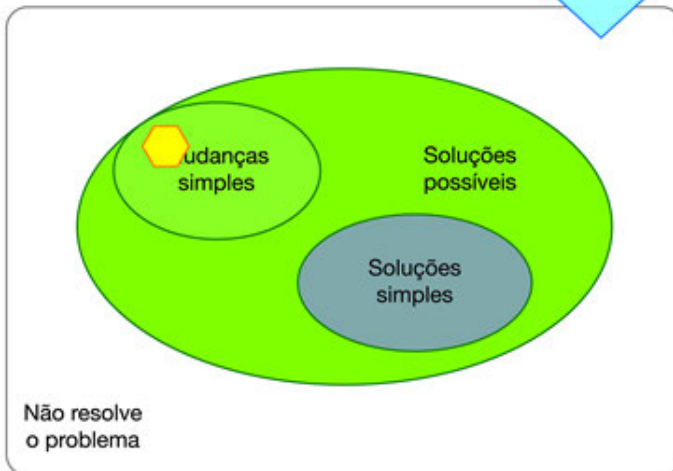 udanças
simples
Soluções
possíveis
Soluções
simples
Não resolve
o problema